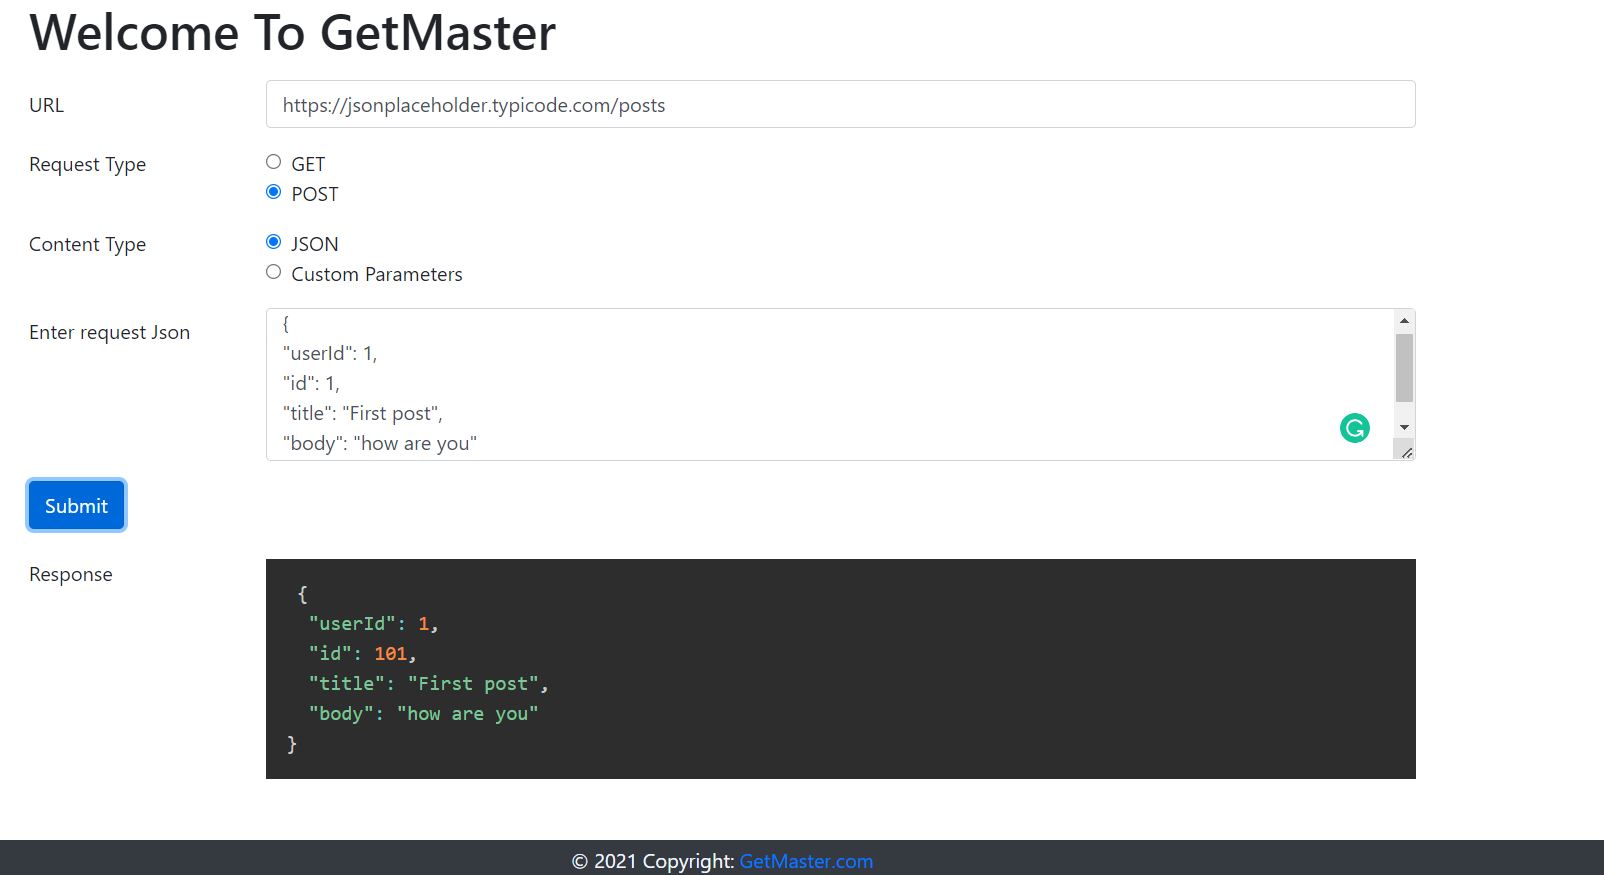 Welcome To GetMaster
URL
https://jsonplaceholder.typicode.com/posts
Request Type
GET
POST
Content Type
JSON
Custom Parameters
Enter request Json
{
"userId": 1,
"id": 1,
"title": "First post",
"body": "how are you"
Submit
Response
{
"userId": 1,
"id": 101,
"title": "First post",
"body": "how are you"
}
© 2021 Copyright: GetMaster.com